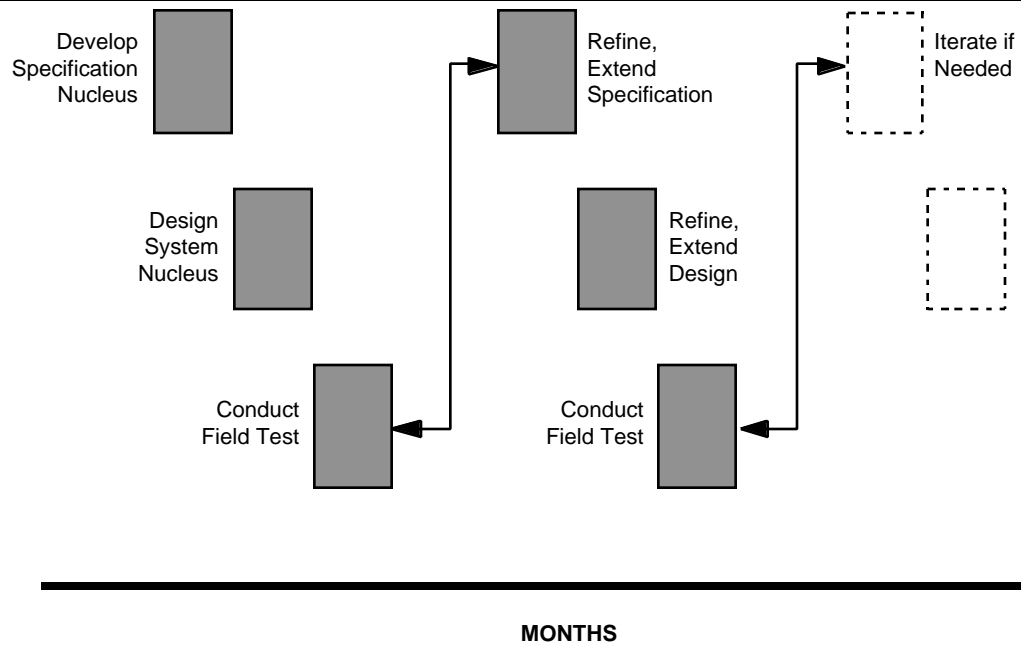 Develop
Specification
Nucleus
Refine,
Extend
Specification
Iterate if
Needed
Design
System
Nucleus
Refine,
Extend
Design
Conduct
Field Test
Conduct
Field Test
MONTHS